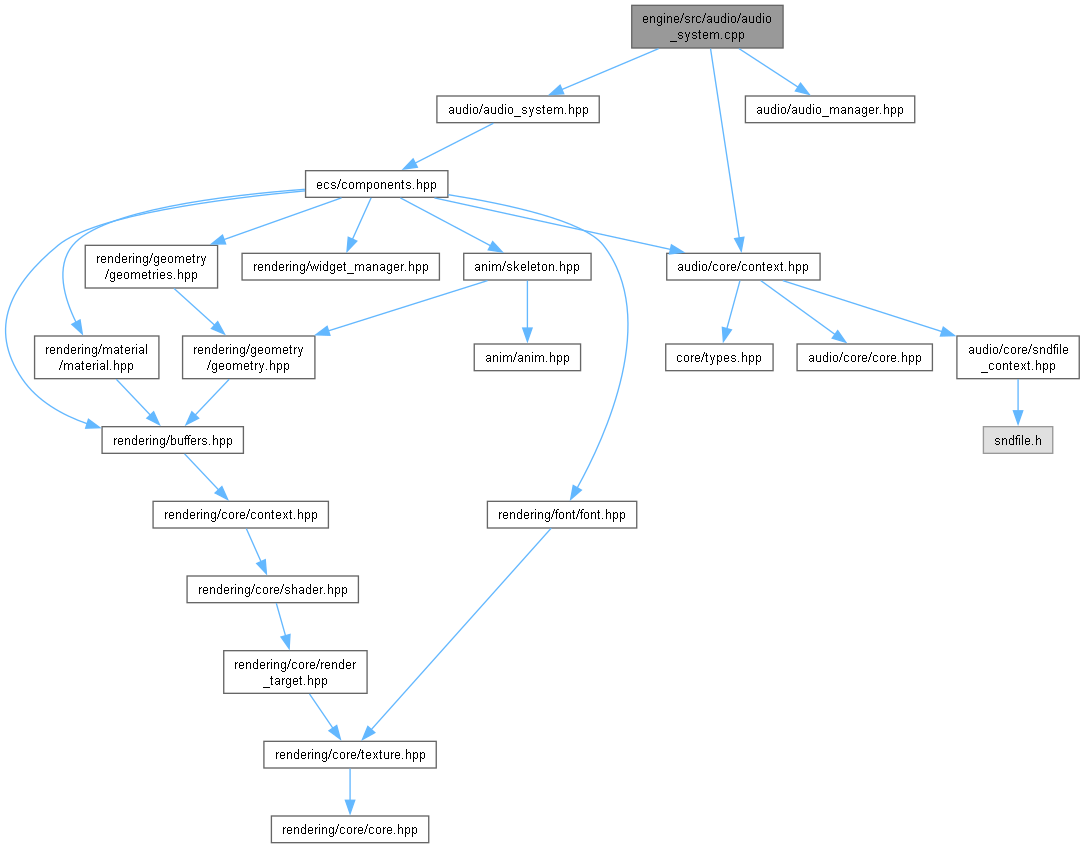 engine/src/audio/audio
_system.cpp
audio/audio_system.hpp
audio/audio_manager.hpp
ecs/components.hpp
rendering/geometry
/geometries.hpp
rendering/widget_manager.hpp
anim/skeleton.hpp
audio/core/context.hpp
rendering/material
/material.hpp
rendering/geometry
/geometry.hpp
anim/anim.hpp
core/types.hpp
audio/core/core.hpp
audio/core/sndfile
_context.hpp
rendering/buffers.hpp
sndfile.h
rendering/core/context.hpp
rendering/font/font.hpp
rendering/core/shader.hpp
rendering/core/render
_target.hpp
rendering/core/texture.hpp
rendering/core/core.hpp